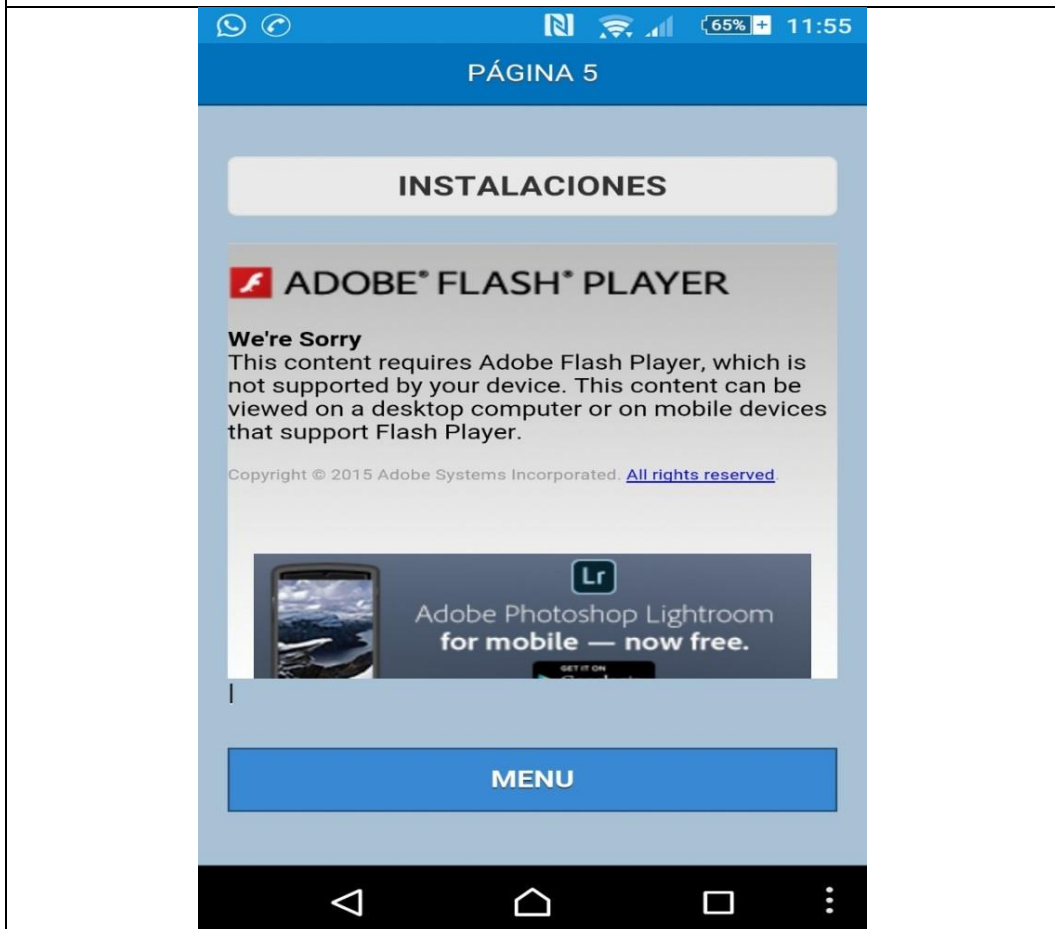 65% 11:55
PÁGINA 5
INSTALACIONES
ADOBE® FLASH® PLAYER
We're Sorry
This content requires Adobe Flash Player, which is
not supported by your device. This content can be
viewed on a desktop computer or on mobile devices
that support Flash Player.
Copyright © 2015 Adobe Systems Incorporated. All rights reserved.
Lr
Adobe Photoshop Lightroom
for mobile — now free.
GET IT ON
MENU